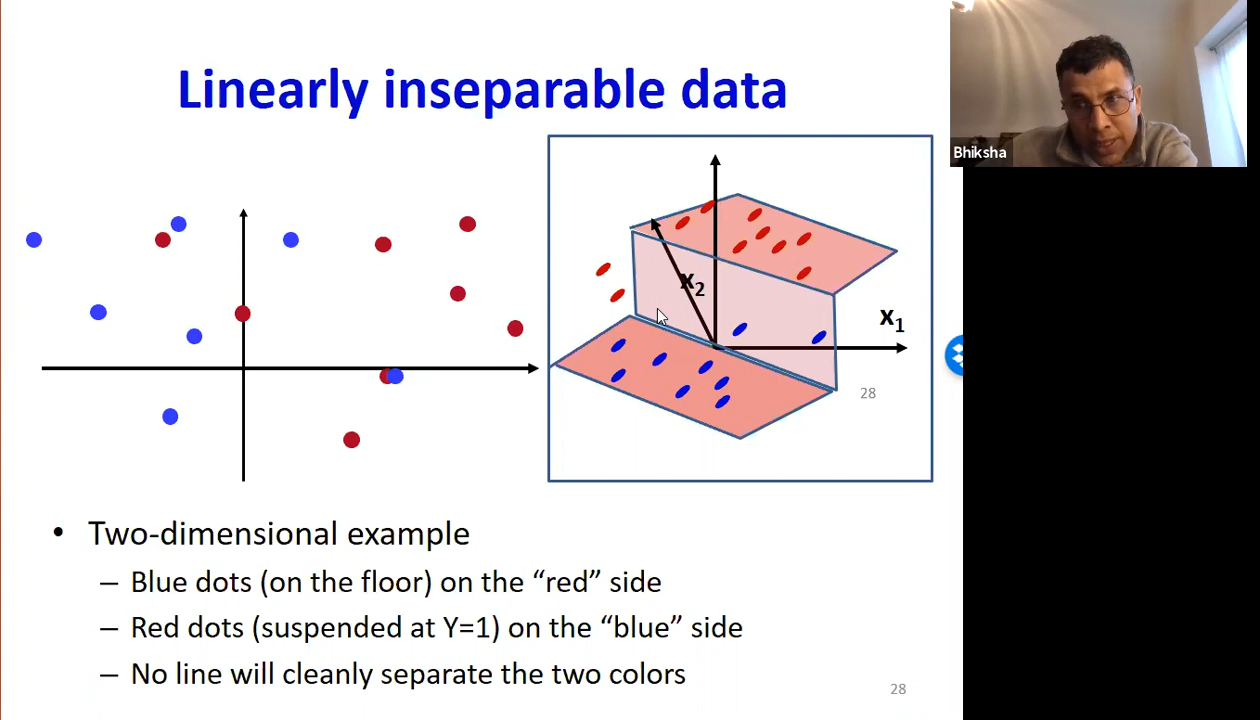 Linearly inseparable data
Bhiksha
x2
x1
28
• Two-dimensional example
– Blue dots (on the floor) on the “red” side
– Red dots (suspended at Y=1) on the “blue” side
– No line will cleanly separate the two colors
28